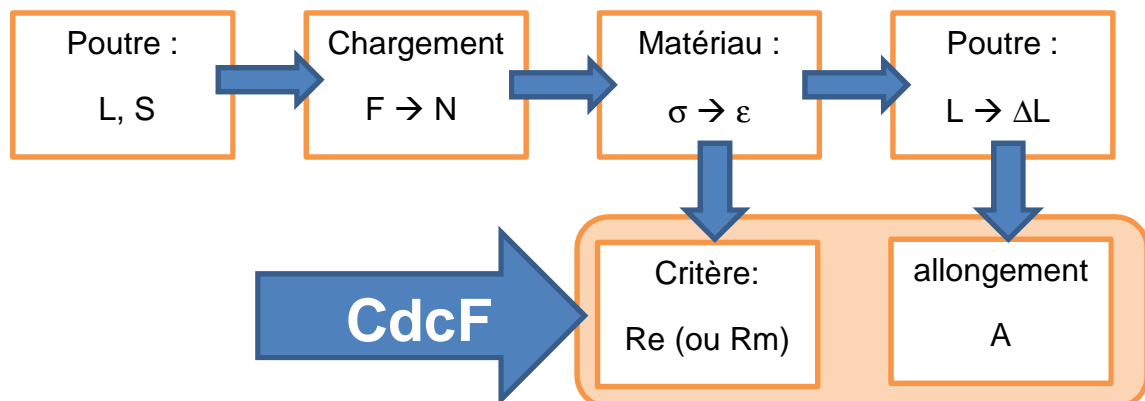 Poutre :
L, S
Chargement
F → N
Matériau :
σ → ε
Poutre :
L → ΔL
CdcF
Critère:
Re (ou Rm)
allongement
A